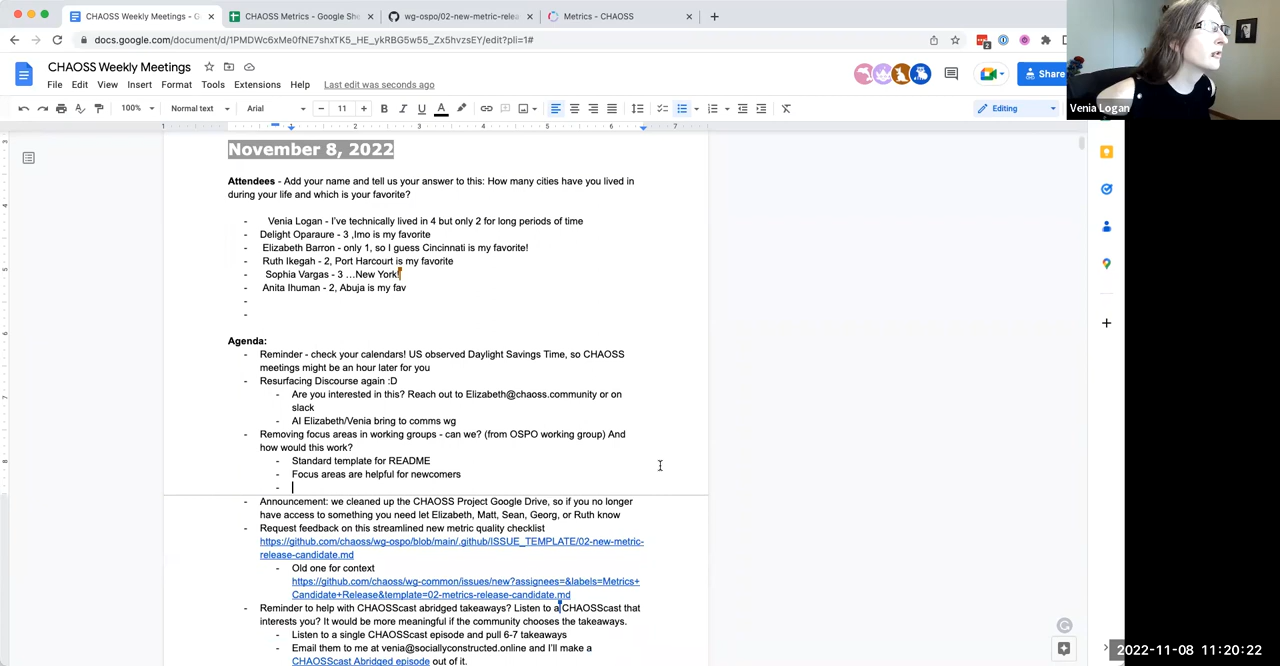 CHAOSS Weekly Meetings - G
CHAOSS Metrics - Google She
wg-ospo/02-new-metric-relea
Metrics - CHAOSS
docs.google.com/document/d/1PMDWc6xMe0fNE7shxTK5_HE_ykRBG5w55_Zx5hvzsEY/edit?pli=1#
2
CHAOSS Weekly Meetings
File Edit View Insert Format Tools Extensions Help Last edit was seconds ago
Share
Venia Logan
100% Normal text Arial 11 Editing
1 1 2 3 4 5 6 7
November 8, 2022
Attendees - Add your name and tell us your answer to this: How many cities have you lived in
during your life and which is your favorite?
- Venia Logan - I've technically lived in 4 but only 2 for long periods of time
- Delight Oparaure - 3 ,Imo is my favorite
- Elizabeth Barron - only 1, so I guess Cincinnati is my favorite!
- Ruth Ikegah - 2, Port Harcourt is my favorite
- Sophia Vargas - 3 ...New York!
- Anita Ihuman - 2, Abuja is my fav
-
-
Agenda:
- Reminder - check your calendars! US observed Daylight Savings Time, so CHAOSS
meetings might be an hour later for you
- Resurfacing Discourse again :D
- Are you interested in this? Reach out to Elizabeth@chaoss.community or on
slack
- AI Elizabeth/Venia bring to comms wg
- Removing focus areas in working groups - can we? (from OSPO working group) And
how would this work?
- Standard template for README
- Focus areas are helpful for newcomers
-
- Announcement: we cleaned up the CHAOSS Project Google Drive, so if you no longer
have access to something you need let Elizabeth, Matt, Sean, Georg, or Ruth know
- Request feedback on this streamlined new metric quality checklist
https://github.com/chaoss/wg-ospo/blob/main/.github/ISSUE_TEMPLATE/02-new-metric-
release-candidate.md
- Old one for context
https://github.com/chaoss/wg-common/issues/new?assignees=&labels=Metrics+
Candidate+Release&template=02-metrics-release-candidate.md
- Reminder to help with CHAOSScast abridged takeaways? Listen to a CHAOSScast that
interests you? It would be more meaningful if the community chooses the takeaways.
- Listen to a single CHAOSScast episode and pull 6-7 takeaways
- Email them to me at venia@sociallyconstructed.online and I'll make a
CHAOSScast Abridged episode out of it.
2022-11-08 11:20:22